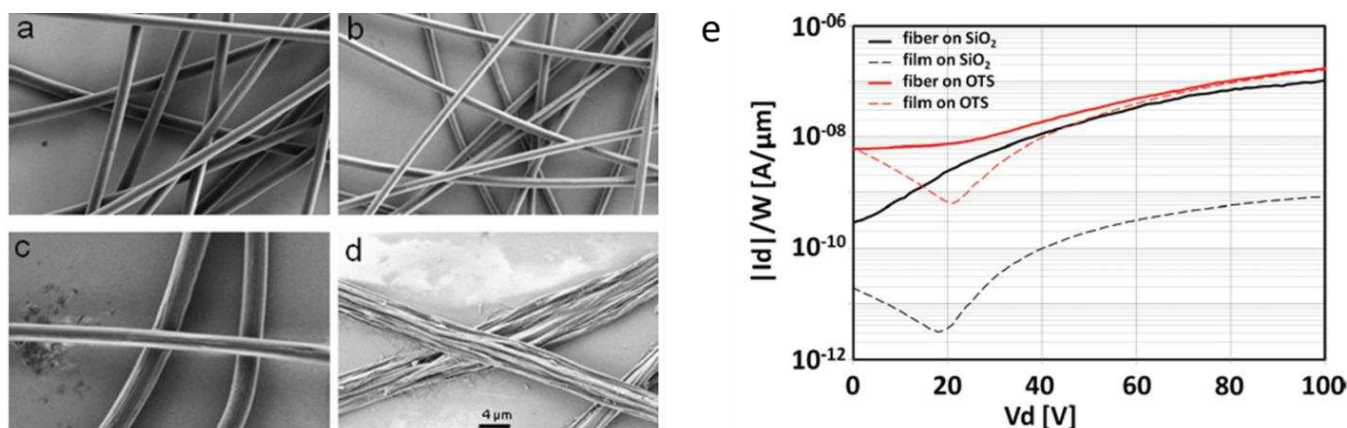 a
b
c
d
4 μm
e
fiber on SiO₂
film on SiO₂
fiber on OTS
film on OTS
|Id|/W [A/μm]
10⁻⁰⁶
10⁻⁰⁸
10⁻¹⁰
10⁻¹²
0
20
40
60
80
100
Vd [V]